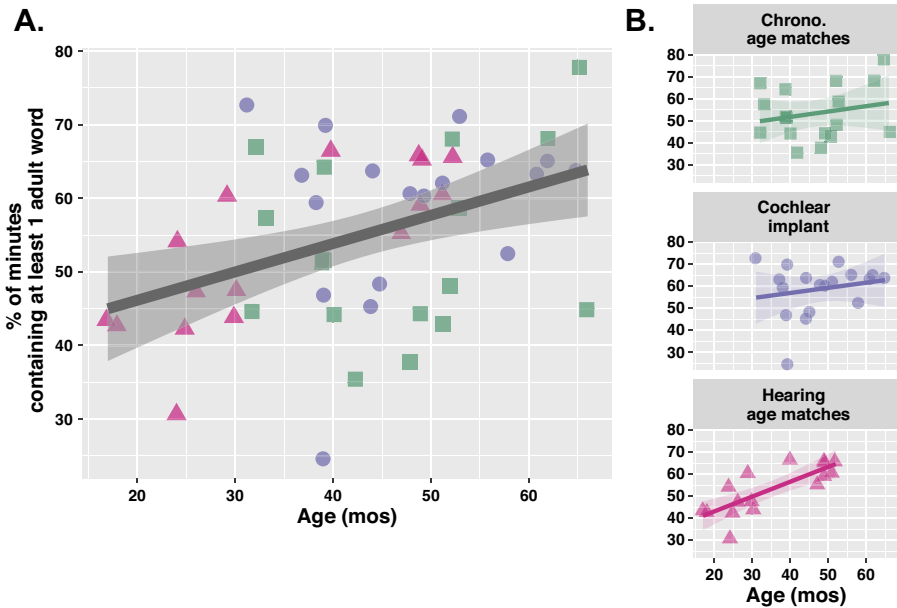 A.
% of minutes
containing at least 1 adult word
80
70
60
50
40
30
20 30 40 50 60
Age (mos)
B.
Chrono.
age matches
80
70
60
50
40
30
Cochlear
implant
80
70
60
50
40
30
Hearing
age matches
80
70
60
50
40
30
20 30 40 50 60
Age (mos)